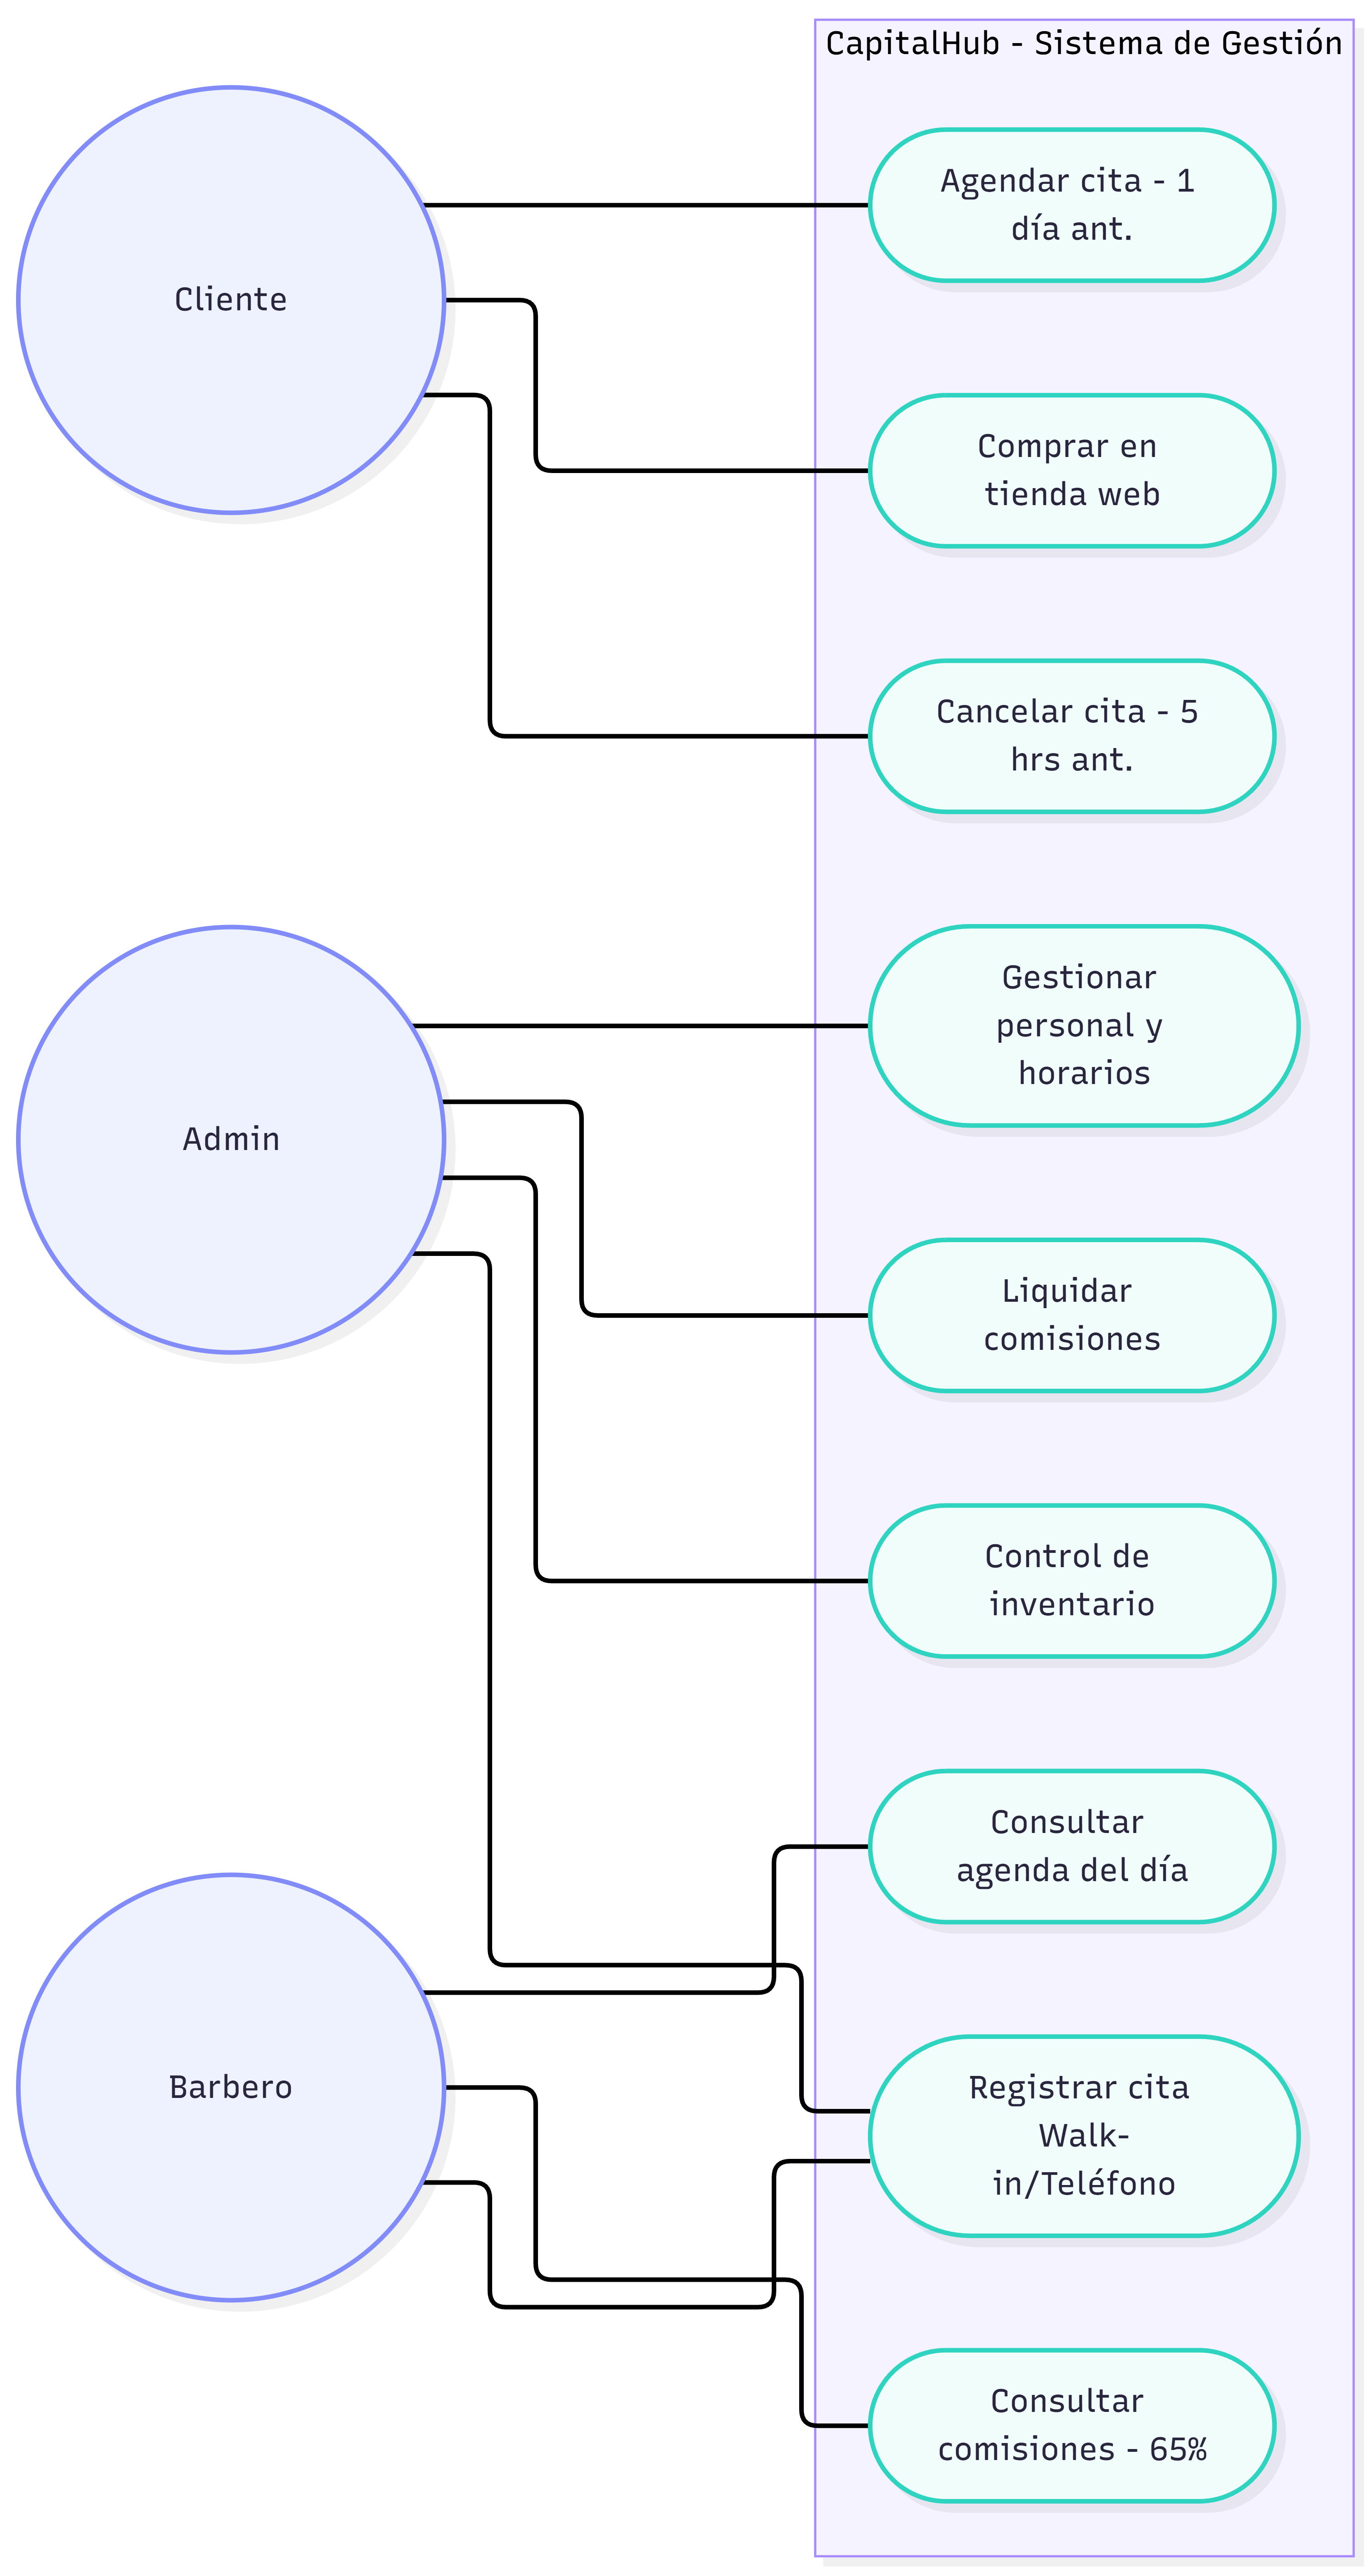 CapitalHub - Sistema de Gestión
Cliente
Agendar cita - 1
día ant.
Comprar en
tienda web
Cancelar cita - 5
hrs ant.
Admin
Gestionar
personal y
horarios
Liquidar
comisiones
Control de
inventario
Barbero
Consultar
agenda del día
Registrar cita
Walk-
in/Teléfono
Consultar
comisiones - 65%